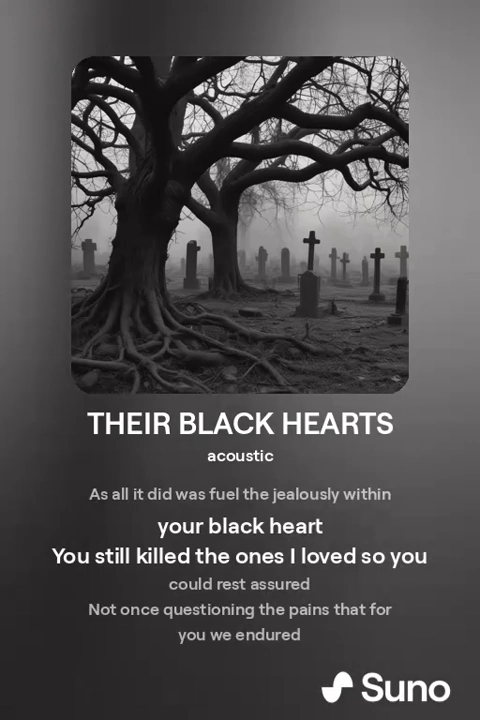 THEIR BLACK HEARTS
acoustic
As all it did was fuel the jealously within
your black heart
You still killed the ones I loved so you
could rest assured
Not once questioning the pains that for
you we endured
Suno